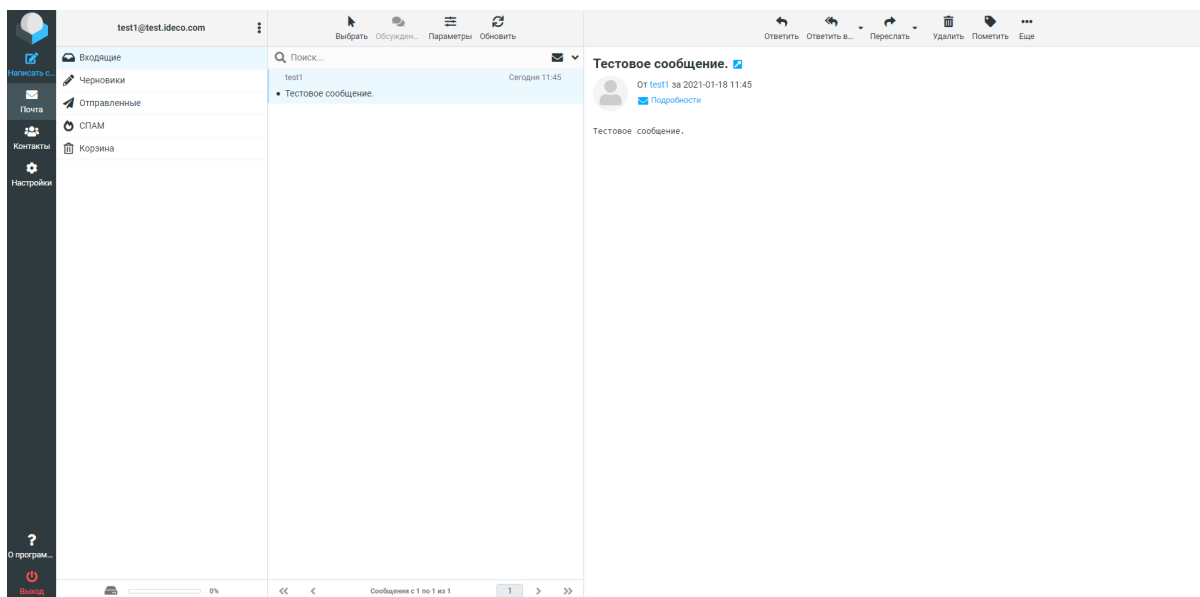 test1@test.ideco.com
Написать с...
Почта
Контакты
Настройки
О програм...
Выход
Входящие
Черновики
Отправленные
СПАМ
Корзина
0%
Выбрать Обсужден... Параметры Обновить
Поиск...
test1 Сегодня 11:45
Тестовое сообщение.
Сообщения с 1 по 1 из 1
1
Ответить Ответить в... Переслать Удалить Пометить Еще
Тестовое сообщение.
От test1 за 2021-01-18 11:45
Подробности
Тестовое сообщение.